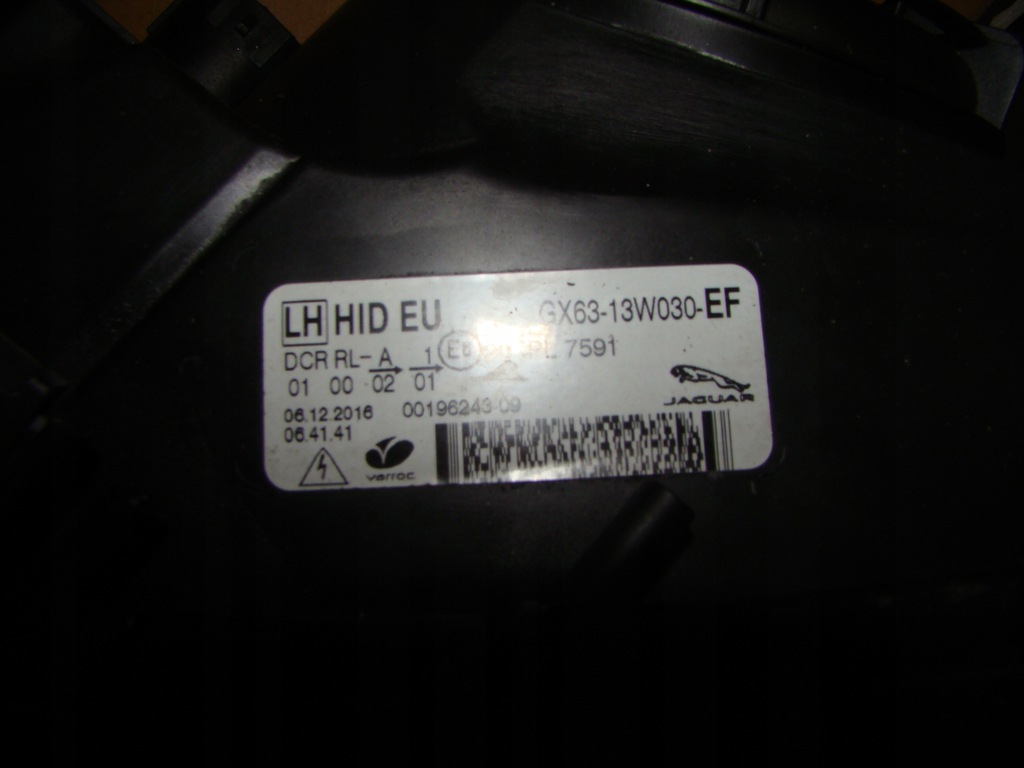 LH HID EU GX63-13W030-EF
DCR RL- A 1 E8 7591
01 00 02 01
JAGUAR
06.12.2016 00196243 09
06.41.41
varroc